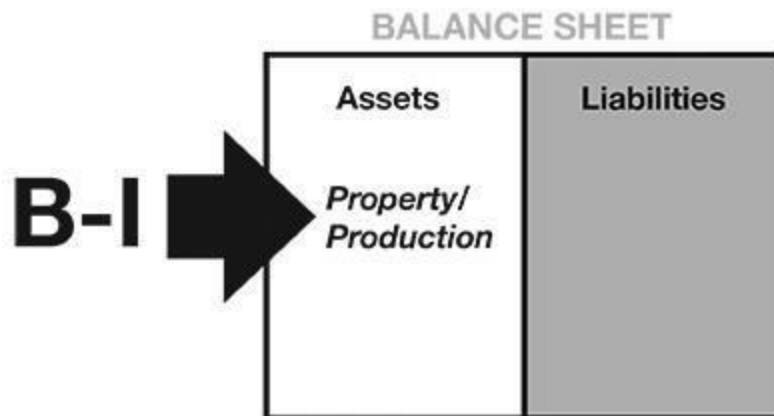 BALANCE SHEET
Assets
Liabilities
B-I
Property/
Production